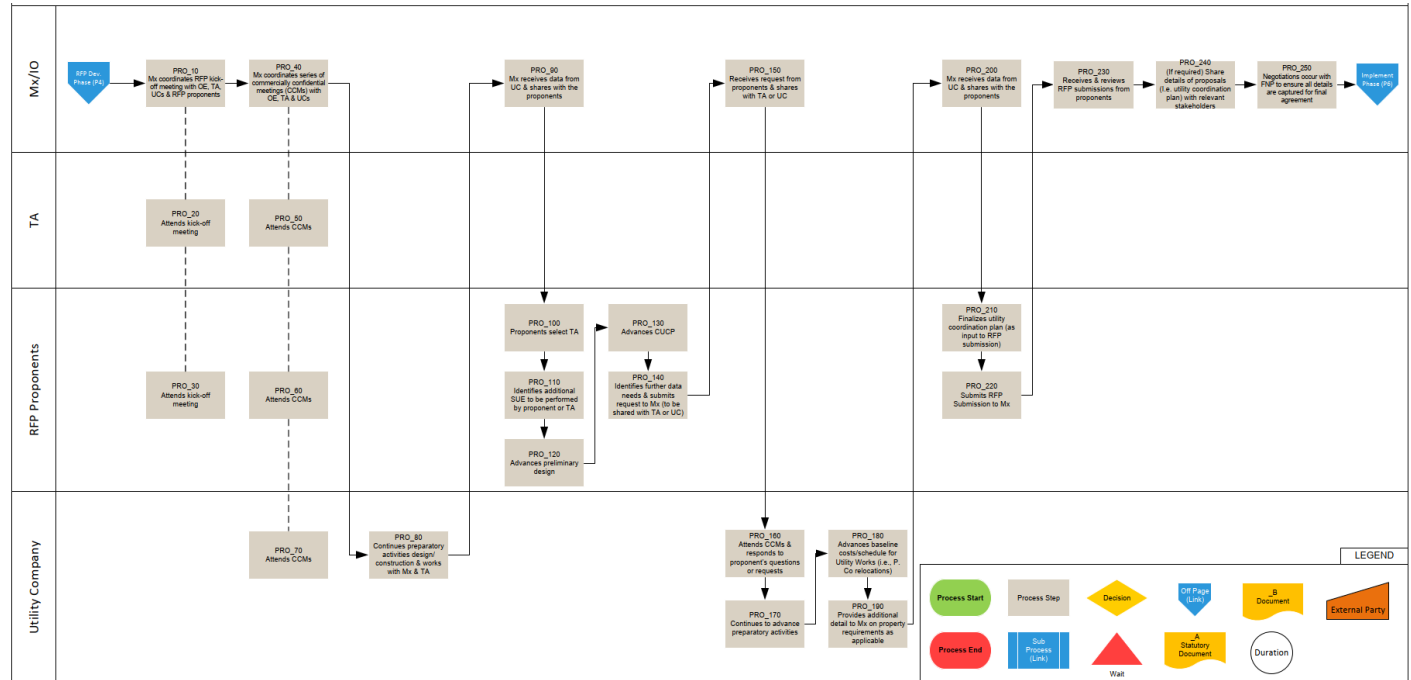 Mx/IO
RFP Dev.
Phase (P4)
PRO_10
Mx coordinates RFP kick-
off meeting with OE, TA,
UCs & RFP proponents
PRO_40
Mx coordinates series of
commercially confidential
meetings (CCMs) with
OE, TA & UCs
PRO_90
Mx receives data from
UC & shares with the
proponents
PRO_150
Receives request from
proponents & shares
with TA or UC
PRO_200
Mx receives data from
UC & shares with the
proponents
PRO_230
Receives & reviews
RFP submissions from
proponents
PRO_240
(If required) Share
details of proposals
(I.e. utility coordination
plan) with relevant
stakeholders
PRO_250
Negotiations occur with
FNP to ensure all details
are captured for final
agreement
Implement
Phase (P6)
TA
PRO_20
Attends kick-off
meeting
PRO_50
Attends CCMs
RFP Proponents
PRO_30
Attends kick-off
meeting
PRO_60
Attends CCMs
PRO_100
Proponents select TA
PRO_110
Identifies additional
SUE to be performed
by proponent or TA
PRO_120
Advances preliminary
design
PRO_130
Advances CUCP
PRO_140
Identifies further data
needs & submits
request to Mx (to be
shared with TA or UC)
PRO_210
Finalizes utility
coordination plan (as
input to RFP
submission)
PRO_220
Submits RFP
Submission to Mx
Utility Company
PRO_70
Attends CCMs
PRO_80
Continues preparatory
activities design/
construction & works
with Mx & TA
PRO_160
Attends CCMs &
responds to
proponent's questions
or requests
PRO_170
Continues to advance
preparatory activities
PRO_180
Advances baseline
costs/schedule for
Utility Works (i.e., P.
Co relocations)
PRO_190
Provides additional
detail to Mx on property
requirements as
applicable
LEGEND
Process Start
Process Step
Decision
Off Page
(Link)
_B
Document
External Party
Process End
Sub
Process
(Link)
Wait
_A
Statutory
Document
Duration